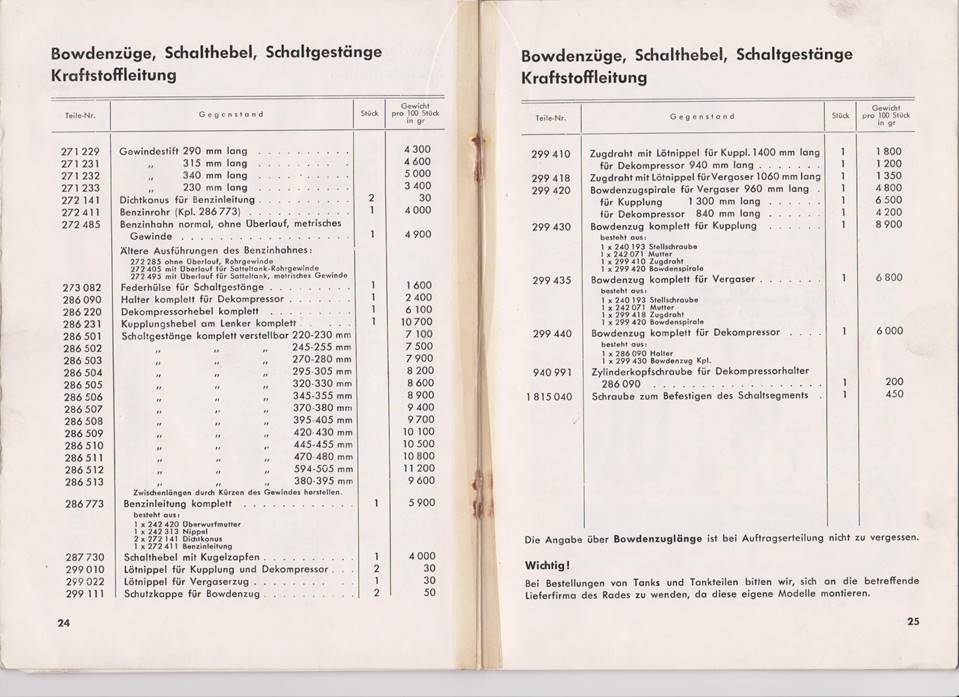 Bowdenzüge, Schalthebel, Schaltgestänge
Kraftstoffleitung
Teile-Nr. Gegenstand Stück Gewicht pro 100 Stück in gr
271 229 Gewindestift 290 mm lang . . . . . . . . . . 4 300
271 231 „ 315 mm lang . . . . . . . . . 4 600
271 232 „ 340 mm lang . . . . . . . . . 5 000
271 233 „ 230 mm lang . . . . . . . . . . 3 400
272 141 Dichtkonus für Benzinleitung . . . . . . . . . . 2 30
272 411 Benzinrohr (Kpl. 286 773) . . . . . . . . . . . 1 4 000
272 485 Benzinhahn normal, ohne Überlauf, metrisches
Gewinde . . . . . . . . . . . . . . . . . . 1 4 900
Ältere Ausführungen des Benzinhahnes:
272 285 ohne Überlauf, Rohrgewinde
272 405 mit Überlauf für Satteltank-Rohrgewinde
272 495 mit Überlauf für Satteltank, metrisches Gewinde
273 082 Federhülse für Schaltgestänge . . . . . . . . . 1 1 600
286 090 Halter komplett für Dekompressor . . . . . . . 1 2 400
286 220 Dekompressorhebel komplett . . . . . . . . . 1 6 100
286 231 Kupplungshebel am Lenker komplett . . . . . . 1 10 700
286 501 Schaltgestänge komplett verstellbar 220-230 mm 7 100
286 502 „ „ „ 245-255 mm 7 500
286 503 „ „ „ 270-280 mm 7 900
286 504 „ „ „ 295-305 mm 8 200
286 505 „ „ „ 320-330 mm 8 600
286 506 „ „ „ 345-355 mm 8 900
286 507 „ „ „ 370-380 mm 9 400
286 508 „ „ „ 395-405 mm 9 700
286 509 „ „ „ 420-430 mm 10 100
286 510 „ „ „ 445-455 mm 10 500
286 511 „ „ „ 470-480 mm 10 800
286 512 „ „ „ 594-505 mm 11 200
286 513 „ „ „ 380-395 mm 9 600
Zwischenlängen durch Kürzen des Gewindes herstellen.
286 773 Benzinleitung komplett . . . . . . . . . . . . 1 5 900
besteht aus:
1 x 242 420 Überwurfmutter
1 x 242 313 Nippel
2 x 272 141 Dichtkonus
1 x 272 411 Benzinleitung
287 730 Schalthebel mit Kugelzapfen . . . . . . . . . . 1 4 000
299 010 Lötnippel für Kupplung und Dekompressor . . . 2 30
299 022 Lötnippel für Vergaserzug . . . . . . . . . . . 1 30
299 111 Schutzkappe für Bowdenzug . . . . . . . . . . 2 50
24
Bowdenzüge, Schalthebel, Schaltgestänge
Kraftstoffleitung
Teile-Nr. Gegenstand Stück Gewicht pro 100 Stück in gr
299 410 Zugdraht mit Lötnippel für Kuppl. 1400 mm lang 1 1 800
für Dekompressor 940 mm lang . . . . . . . 1 1 200
299 418 Zugdraht mit Lötnippel für Vergaser 1060 mm lang 1 1 350
299 420 Bowdenzugspirale für Vergaser 960 mm lang . 1 4 800
für Kupplung 1 300 mm lang . . . . . . 1 6 500
für Dekompressor 840 mm lang . . . . . . 1 4 200
299 430 Bowdenzug komplett für Kupplung . . . . . . 1 8 900
besteht aus:
1 x 240 193 Stellschraube
1 x 242 071 Mutter
1 x 299 410 Zugdraht
1 x 299 420 Bowdenspirale
299 435 Bowdenzug komplett für Vergaser . . . . . . . 1 6 800
besteht aus:
1 x 240 193 Stellschraube
1 x 242 071 Mutter
1 x 299 418 Zugdraht
1 x 299 420 Bowdenspirale
299 440 Bowdenzug komplett für Dekompressor . . . . 1 6 000
besteht aus:
1 x 286 090 Halter
1 x 299 430 Bowdenzug Kpl.
940 991 Zylinderkopfschraube für Dekompressorhalter
286 090 . . . . . . . . . . . . . . . . . . 1 200
1 815 040 Schraube zum Befestigen des Schaltsegments . 1 450
Die Angabe über Bowdenzuglänge ist bei Auftragserteilung nicht zu vergessen.
Wichtig!
Bei Bestellungen von Tanks und Tankteilen bitten wir, sich an die betreffende
Lieferfirma des Rades zu wenden, da diese eigene Modelle montieren.
25